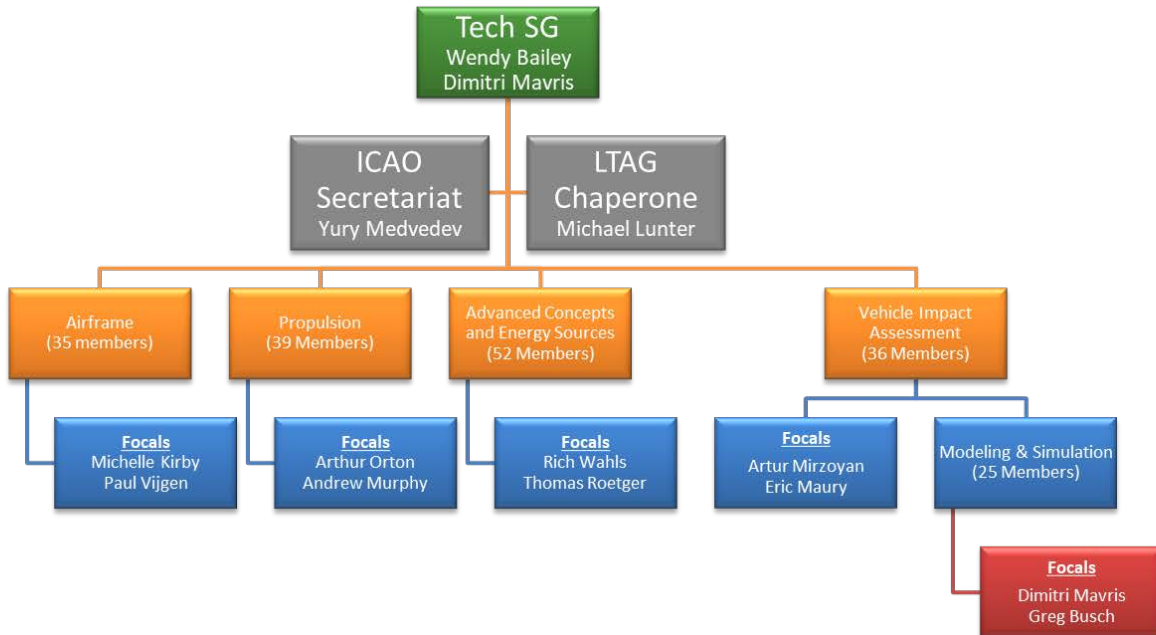 Tech SG
Wendy Bailey
Dimitri Mavris
ICAO
Secretariat
Yury Medvedev
LTAG
Chaperone
Michael Lunter
Airframe
(35 members)
Propulsion
(39 Members)
Advanced Concepts
and Energy Sources
(52 Members)
Vehicle Impact
Assessment
(36 Members)
Focals
Michelle Kirby
Paul Vijgen
Focals
Arthur Orton
Andrew Murphy
Focals
Rich Wahls
Thomas Roetger
Focals
Artur Mirzoyan
Eric Maury
Modeling & Simulation
(25 Members)
Focals
Dimitri Mavris
Greg Busch